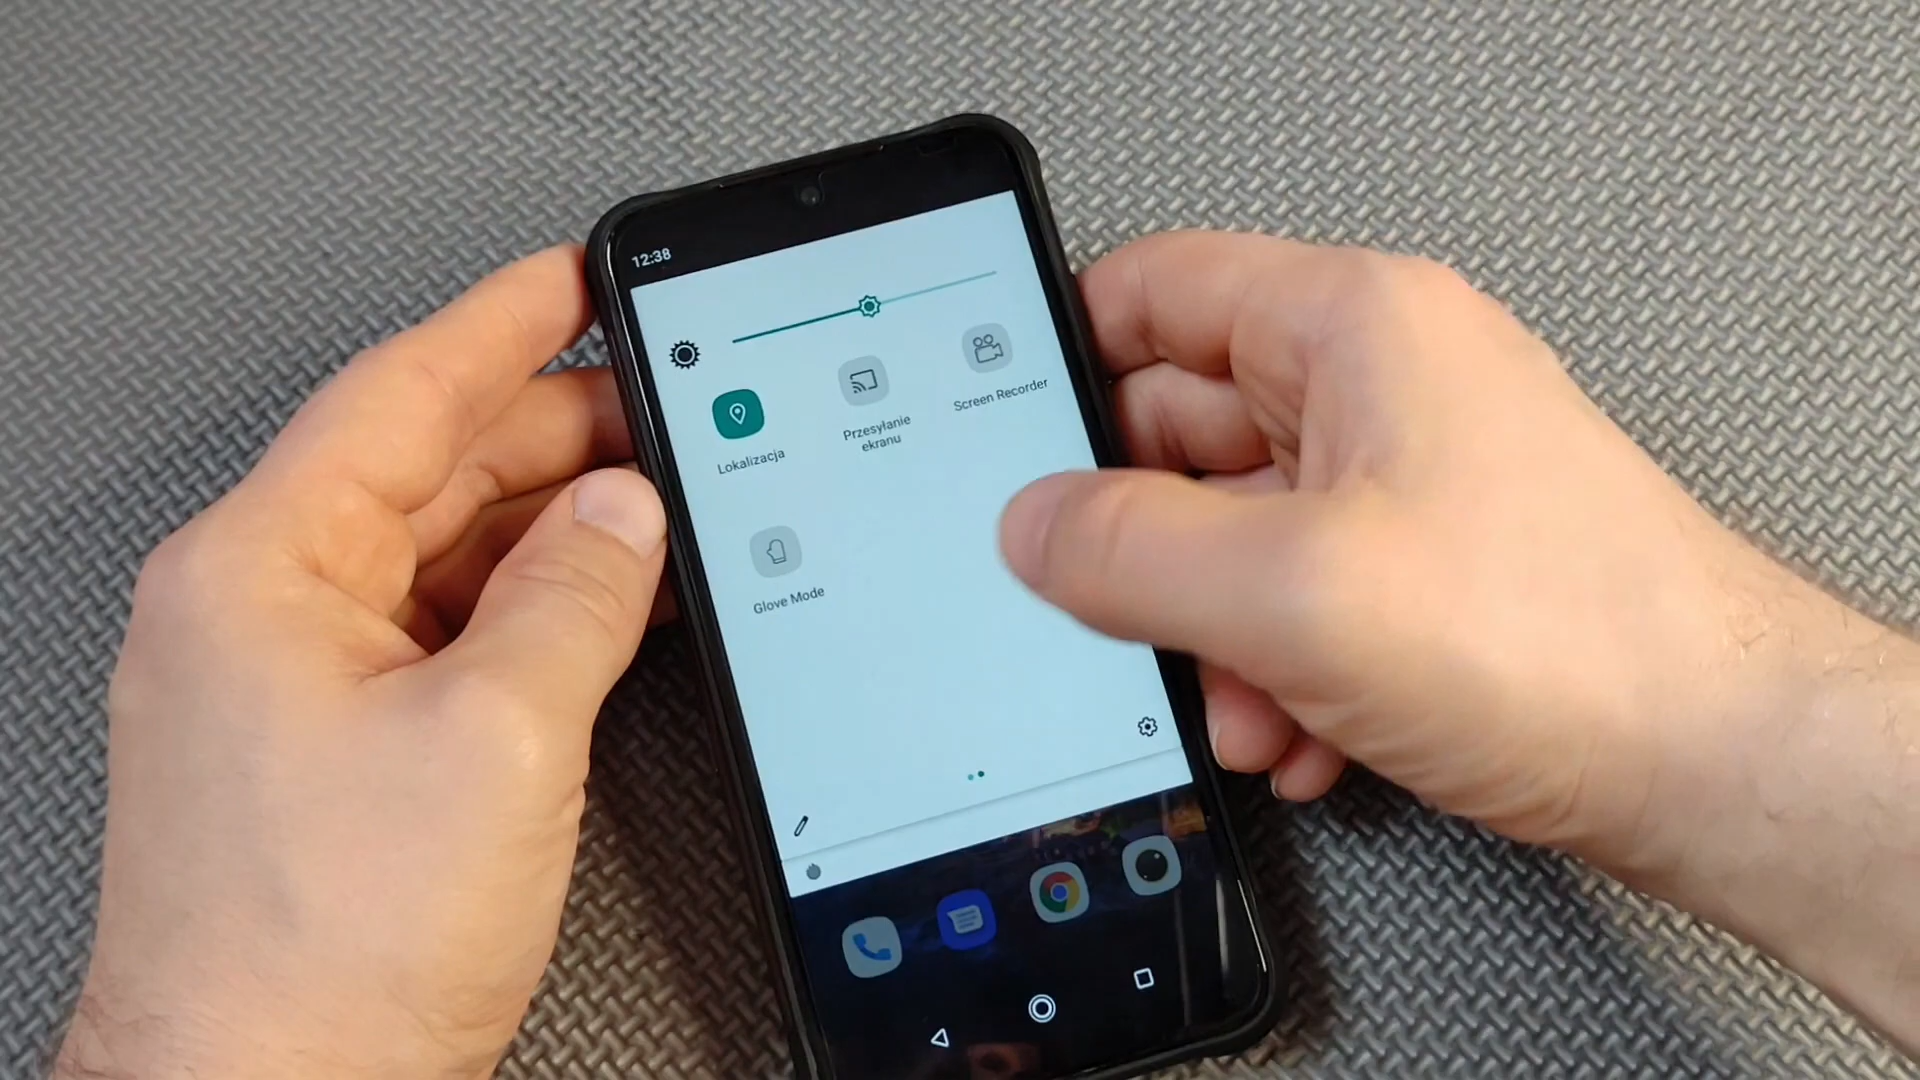 12:38
Lokalizacja
Przesyłanie
ekranu
Screen Recorder
Glove Mode